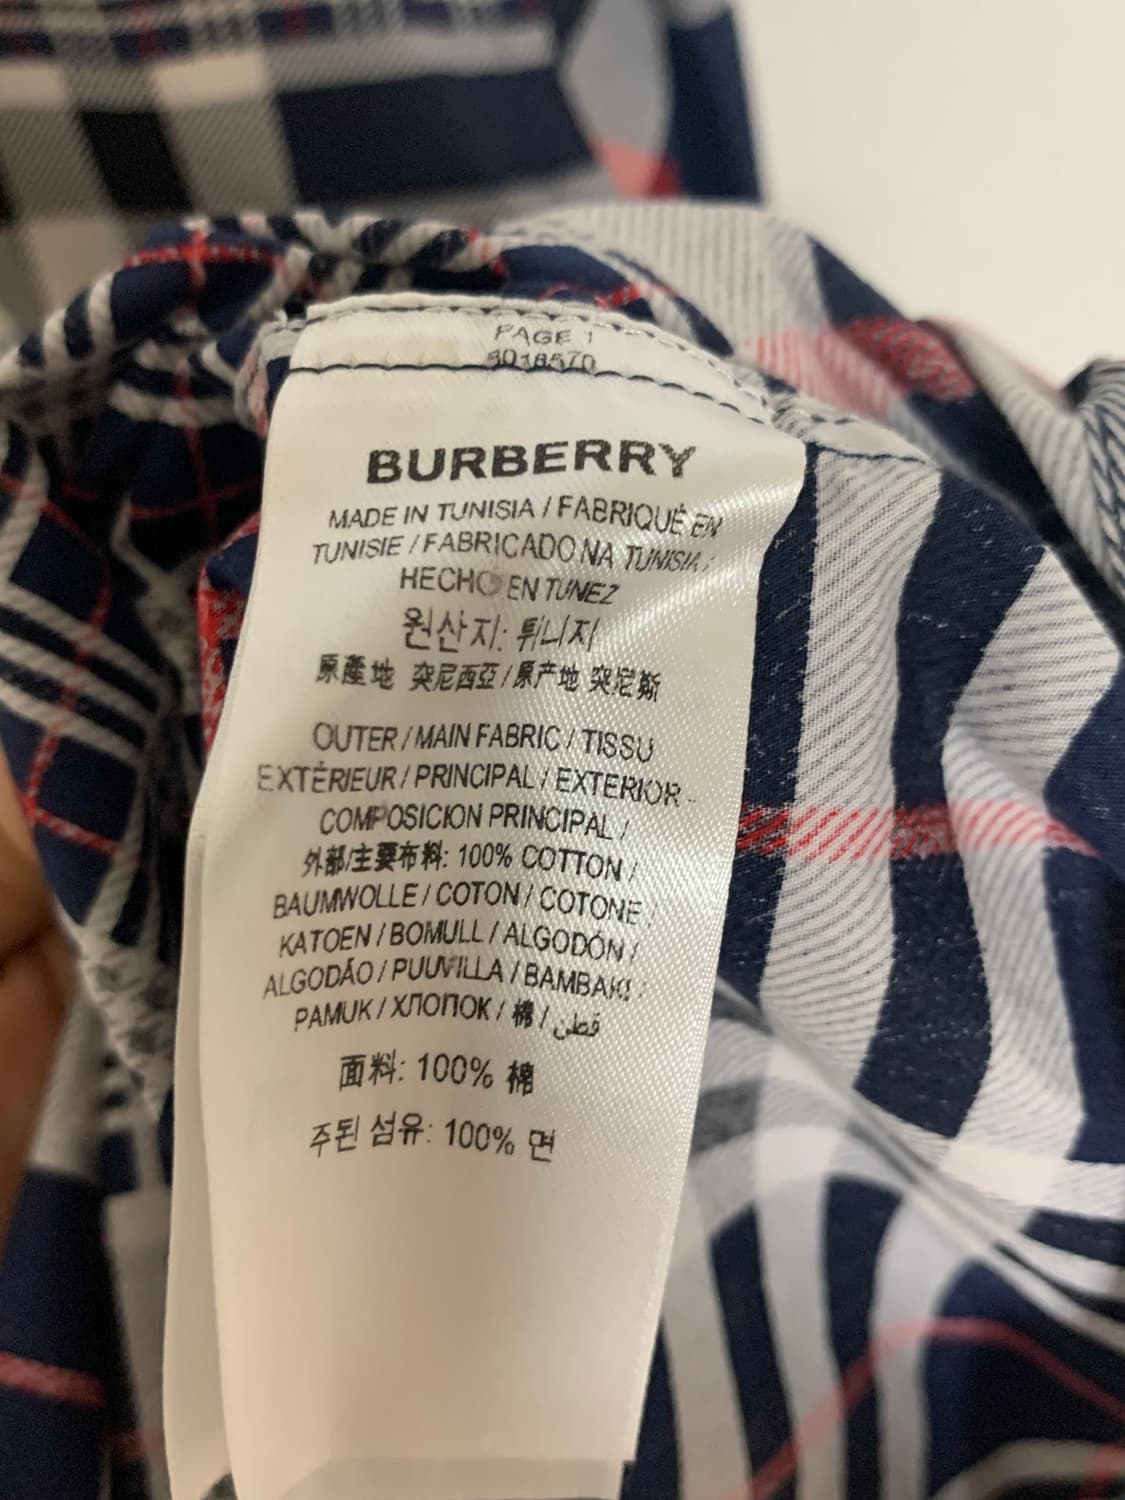 PAGE 1
8018570
BURBERRY
MADE IN TUNISIA / FABRIQUÉ EN
TUNISIE / FABRICADO NA TUNISIA /
HECHO EN TUNEZ
원산지: 튀니지
原產地 突尼西亞 / 原产地 突尼斯
OUTER / MAIN FABRIC / TISSU
EXTÉRIEUR / PRINCIPAL / EXTERIOR -
COMPOSICION PRINCIPAL /
外部/主要布料: 100% COTTON /
BAUMWOLLE / COTON / COTONE /
KATOEN / BOMULL / ALGODÓN /
ALGODÃO / PUUVILLA / BAMBAKI /
PAMUK / ХЛОПОК / 棉 / قطن
面料: 100% 棉
주된 섬유: 100% 면